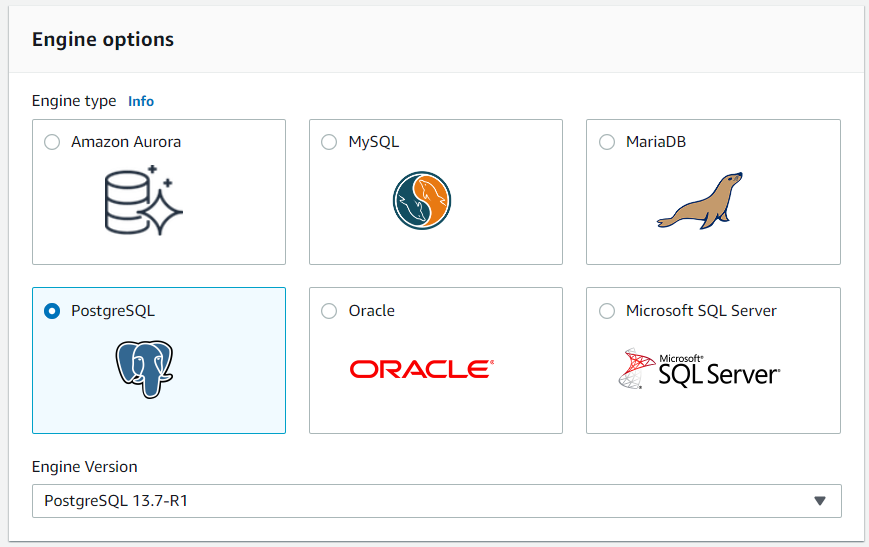 Engine options
Engine type Info
Amazon Aurora
MySQL
MariaDB
PostgreSQL
Oracle
ORACLE®
Microsoft SQL Server
Microsoft®
SQL Server®
Engine Version
PostgreSQL 13.7-R1